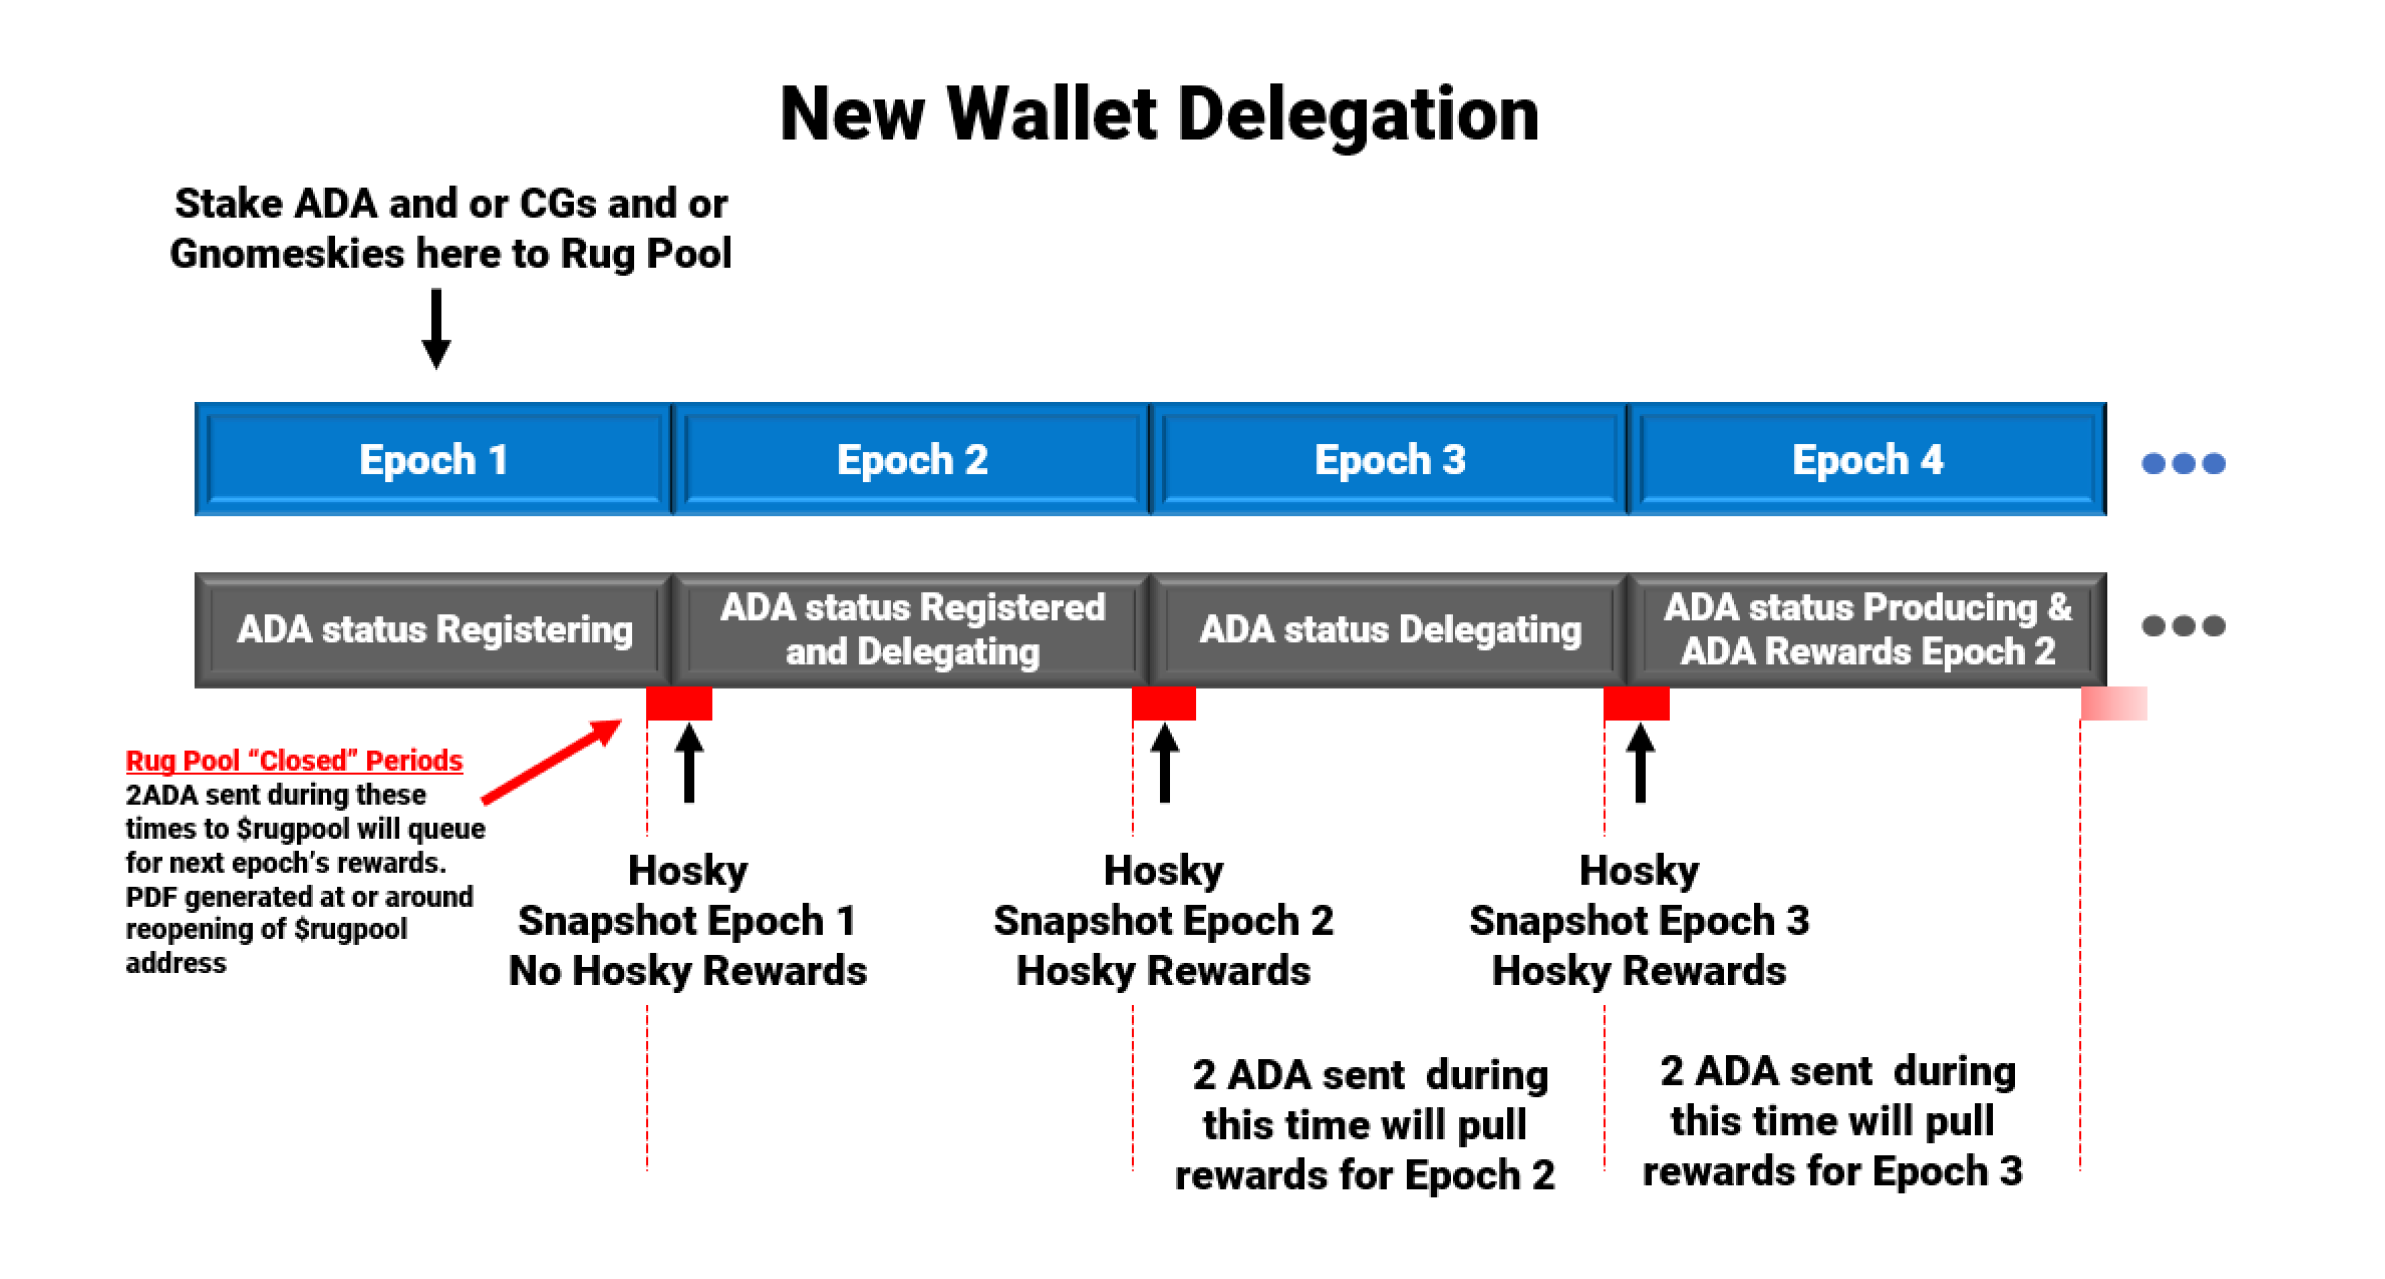 New Wallet Delegation
Stake ADA and or CGs and or
Gnomeskies here to Rug Pool
Epoch 1
Epoch 2
Epoch 3
Epoch 4
ADA status Registering
ADA status Registered
and Delegating
ADA status Delegating
ADA status Producing &
ADA Rewards Epoch 2
Rug Pool “Closed” Periods
2ADA sent during these
times to $rugpool will queue
for next epoch’s rewards.
PDF generated at or around
reopening of $rugpool
address
Hosky
Snapshot Epoch 1
No Hosky Rewards
Hosky
Snapshot Epoch 2
Hosky Rewards
Hosky
Snapshot Epoch 3
Hosky Rewards
2 ADA sent during
this time will pull
rewards for Epoch 2
2 ADA sent during
this time will pull
rewards for Epoch 3